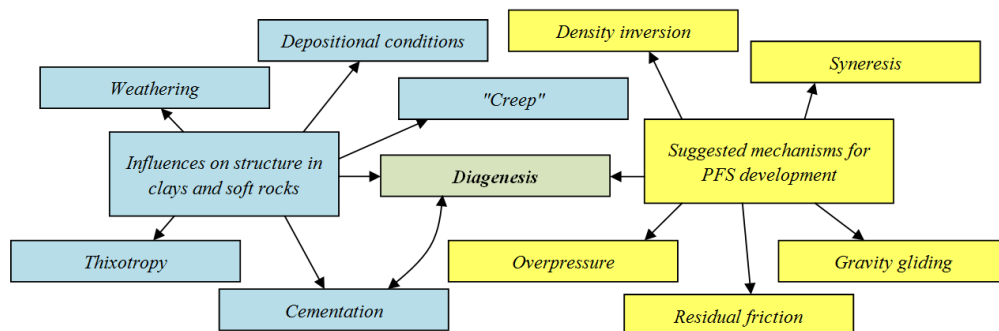 Density inversion
Depositional conditions
Syneresis
Weathering
"Creep"
Influences on structure in
clays and soft rocks
Suggested mechanisms for
PFS development
Diagenesis
Thixotropy
Overpressure
Gravity gliding
Cementation
Residual friction